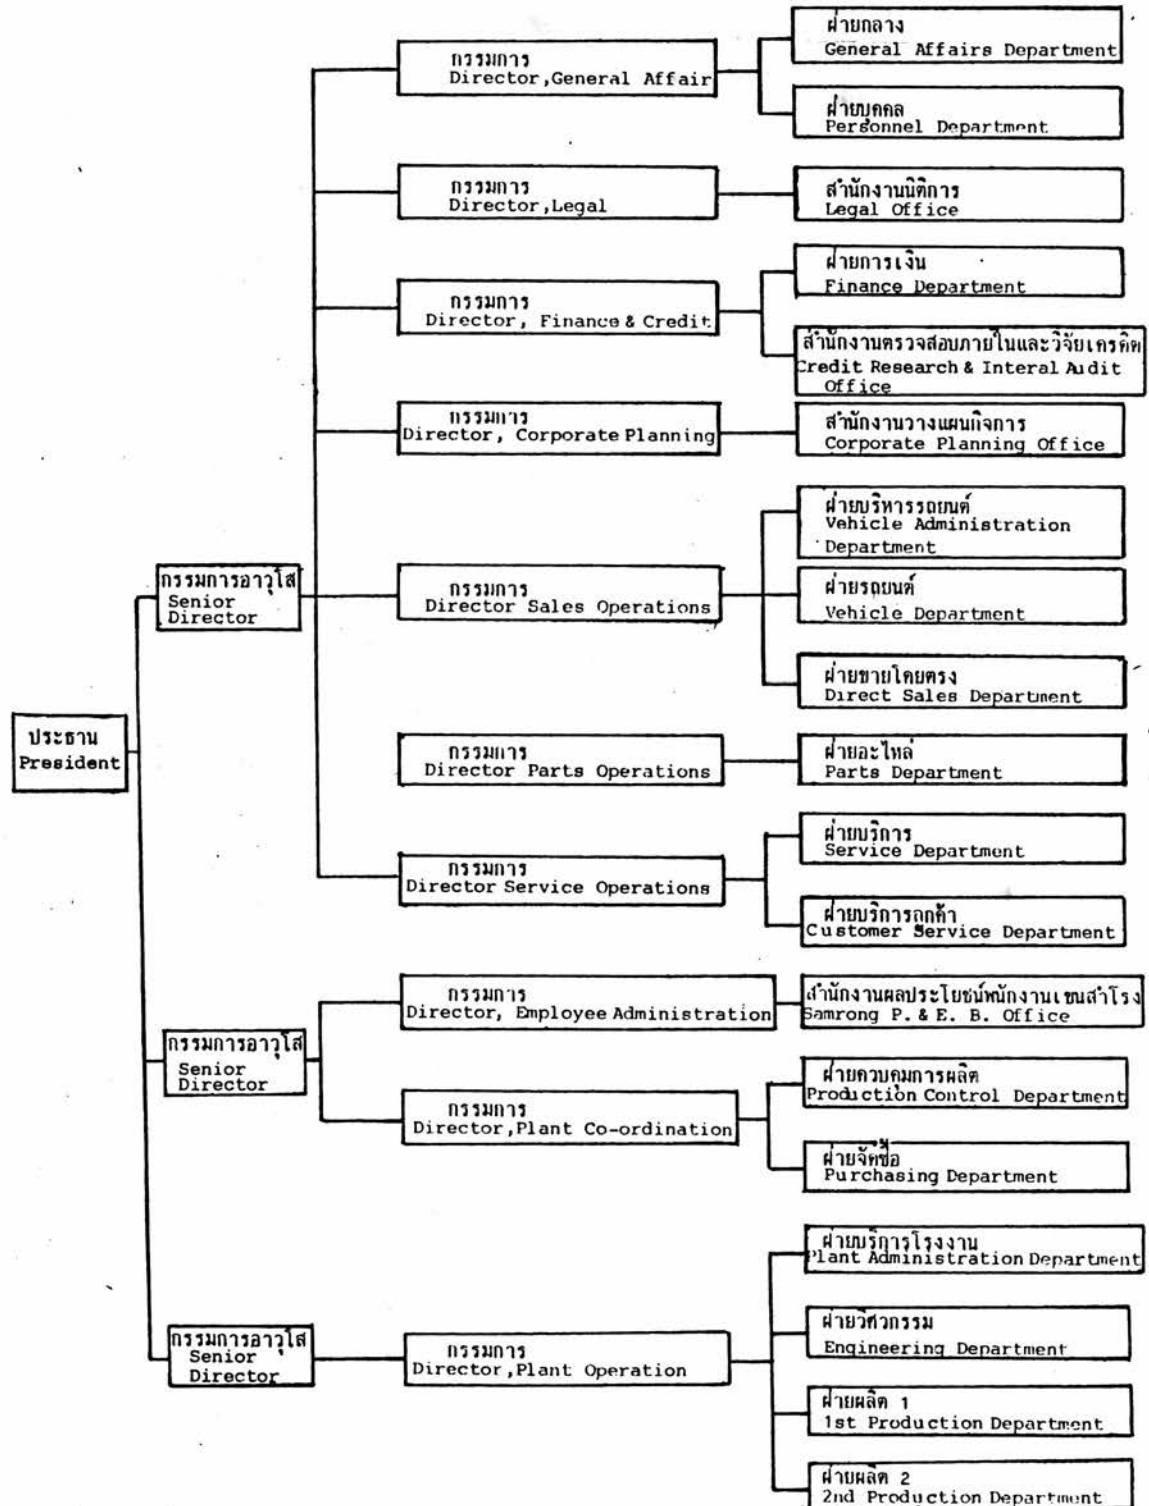 ประธาน
President
กรรมการอาวุโส
Senior
Director
กรรมการ
Director,General Affair
ฝ่ายกลาง
General Affairs Department
ฝ่ายบุคคล
Personnel Department
กรรมการ
Director,Legal
สำนักงานนิติการ
Legal Office
กรรมการ
Director, Finance & Credit
ฝ่ายการเงิน
Finance Department
สำนักงานตรวจสอบภายในและวิจัยเครดิต
Credit Research & Interal Audit
Office
กรรมการ
Director, Corporate Planning
สำนักงานวางแผนกิจการ
Corporate Planning Office
กรรมการ
Director Sales Operations
ฝ่ายบริหารรถยนต์
Vehicle Administration
Department
ฝ่ายรถยนต์
Vehicle Department
ฝ่ายขายโดยตรง
Direct Sales Department
กรรมการ
Director Parts Operations
ฝ่ายอะไหล่
Parts Department
กรรมการ
Director Service Operations
ฝ่ายบริการ
Service Department
ฝ่ายบริการลูกค้า
Customer Service Department
กรรมการอาวุโส
Senior
Director
กรรมการ
Director, Employee Administration
สำนักงานผลประโยชน์พนักงานเขตสำโรง
Samrong P. & E. B. Office
กรรมการ
Director,Plant Co-ordination
ฝ่ายควบคุมการผลิต
Production Control Department
ฝ่ายจัดซื้อ
Purchasing Department
กรรมการอาวุโส
Senior
Director
กรรมการ
Director,Plant Operation
ฝ่ายบริการโรงงาน
Plant Administration Department
ฝ่ายวิศวกรรม
Engineering Department
ฝ่ายผลิต 1
1st Production Department
ฝ่ายผลิต 2
2nd Production Department